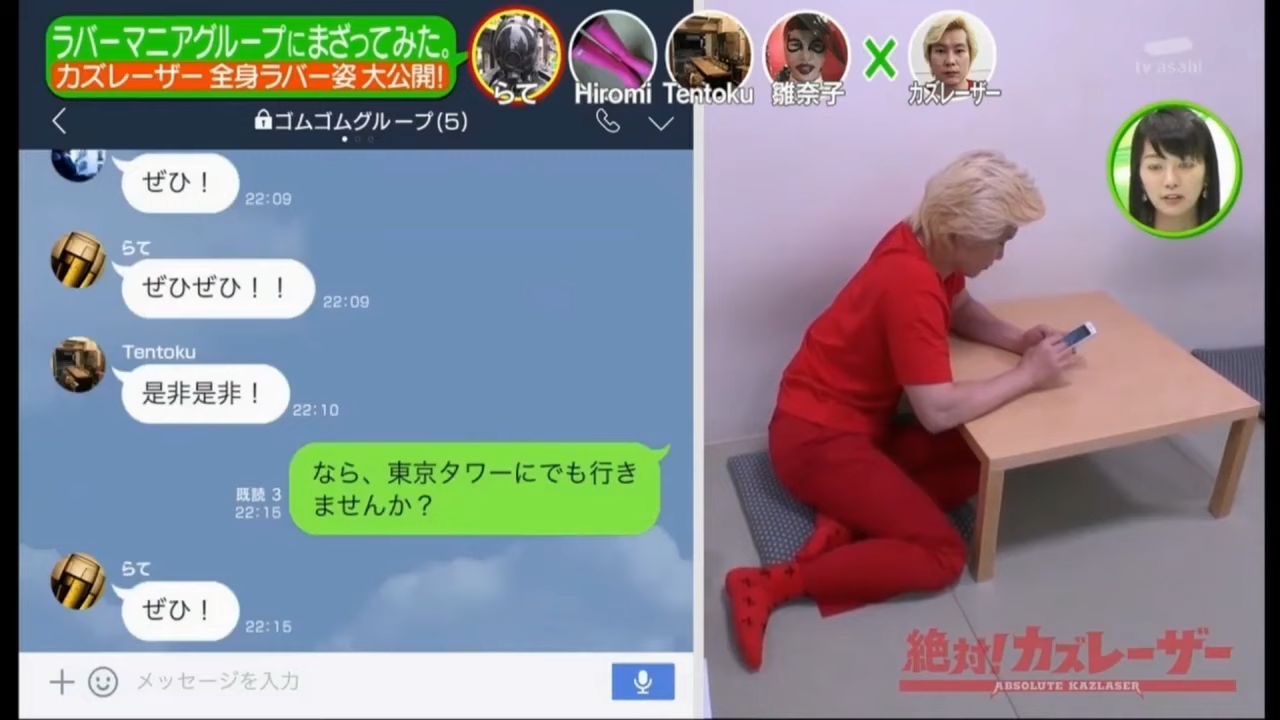 ラバーマニアグループにまざってみた。
カズレーザー 全身ラバー姿 大公開!
らて
Hiromi
Tentoku
雛奈子
X
カズレーザー
tv asahi
ゴムゴムグループ(5)
ぜひ！
22:09
らて
ぜひぜひ！！
22:09
Tentoku
是非是非！
22:10
なら、東京タワーにでも行き
ませんか？
既読 3
22:15
らて
ぜひ！
22:15
メッセージを入力
絶対!カズレーザー
ABSOLUTE KAZLASER